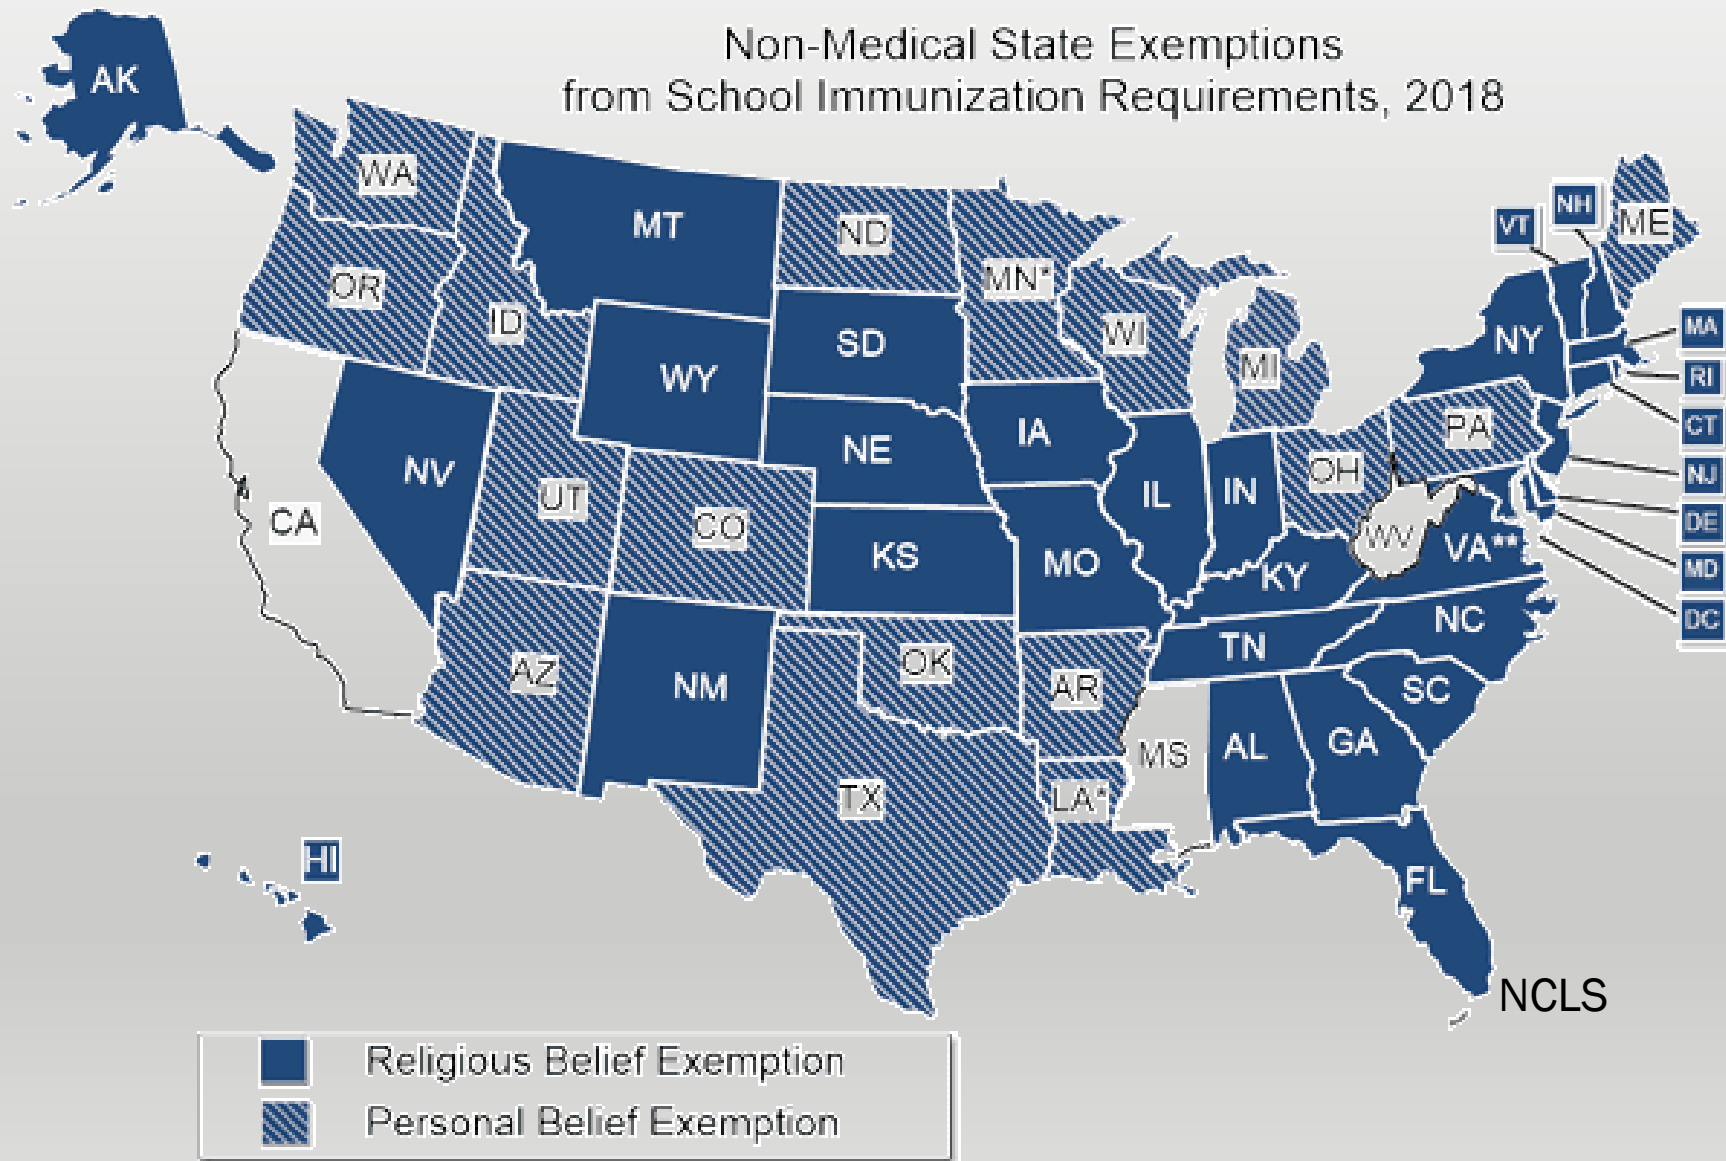 Non-Medical State Exemptions
from School Immunization Requirements, 2018
AK
WA
MT
ND
MN*
VT
NH
ME
OR
ID
WY
SD
WI
MI
NY
MA
RI
CT
NJ
DE
MD
DC
NV
UT
CO
NE
IA
IL
IN
OH
PA
WV
VA**
CA
KS
MO
KY
NC
TN
SC
AZ
NM
OK
AR
MS
AL
GA
TX
LA*
FL
HI
NCLS
Religious Belief Exemption
Personal Belief Exemption